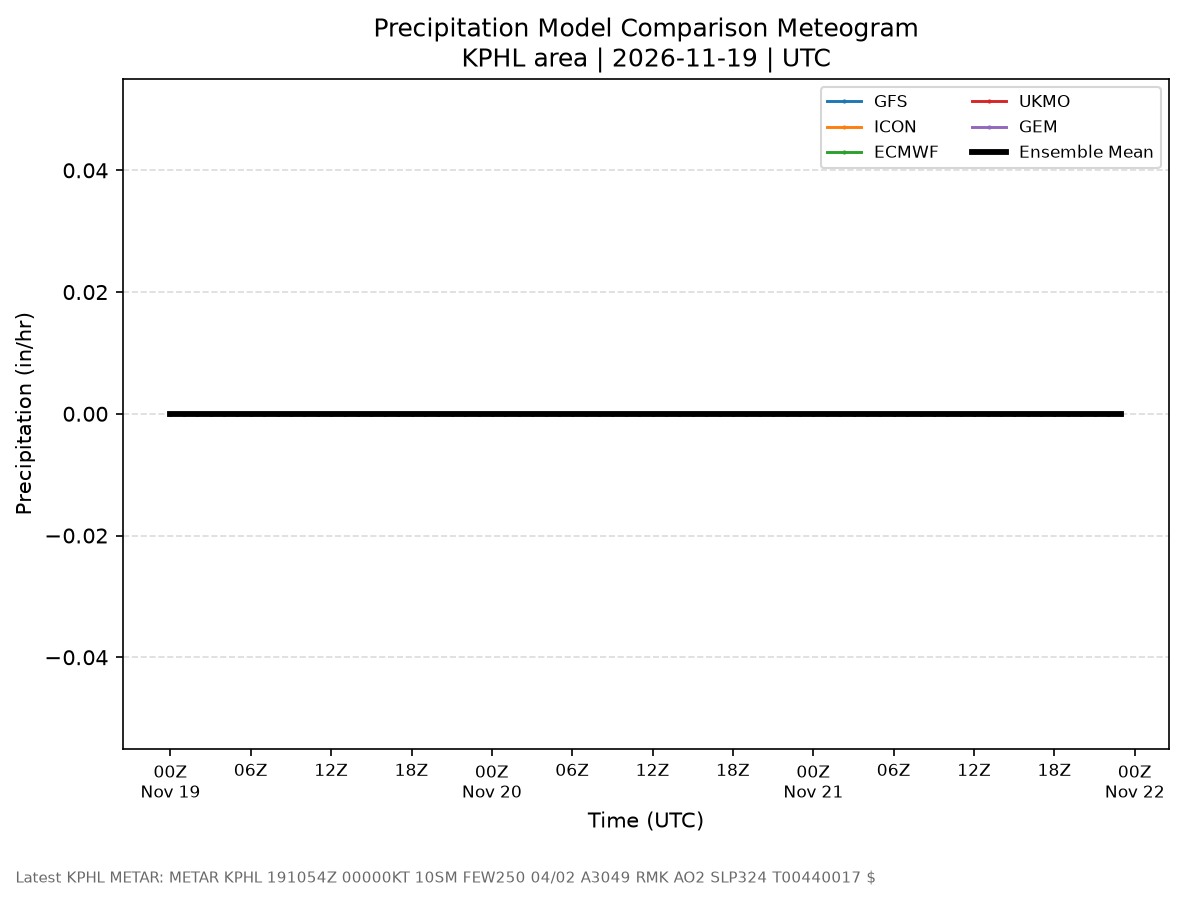 Precipitation Model Comparison Meteogram
KPHL area | 2026-11-19 | UTC
GFS
ICON
ECMWF
UKMO
GEM
Ensemble Mean
Precipitation (in/hr)
0.04
0.02
0.00
−0.02
−0.04
00Z
Nov 19
06Z
12Z
18Z
00Z
Nov 20
06Z
12Z
18Z
00Z
Nov 21
06Z
12Z
18Z
00Z
Nov 22
Time (UTC)
Latest KPHL METAR: METAR KPHL 191054Z 00000KT 10SM FEW250 04/02 A3049 RMK AO2 SLP324 T00440017 $